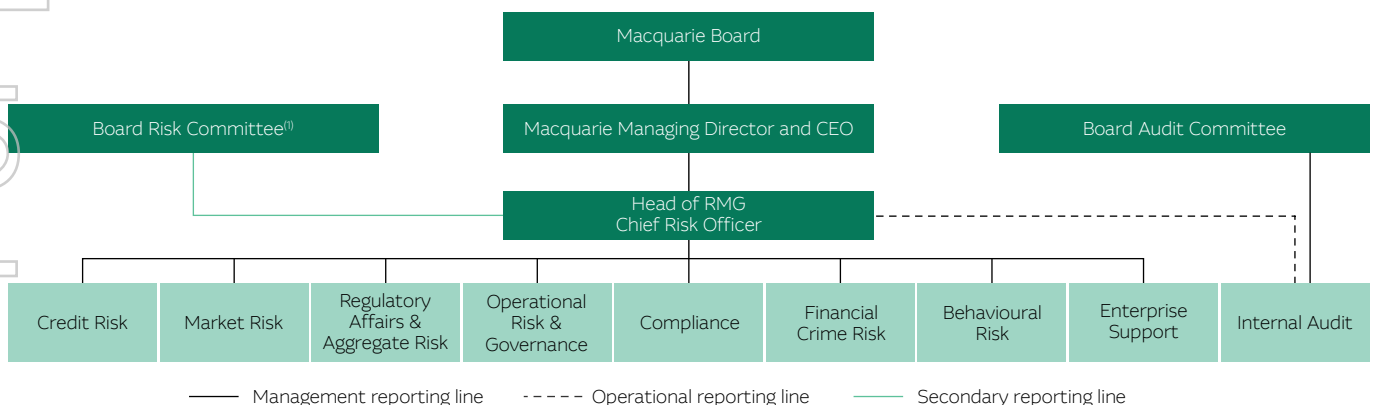 Macquarie Board
Board Risk Committee(1)
Macquarie Managing Director and CEO
Board Audit Committee
Head of RMG
Chief Risk Officer
Credit Risk
Market Risk
Regulatory
Affairs &
Aggregate Risk
Operational
Risk &
Governance
Compliance
Financial
Crime Risk
Behavioural
Risk
Enterprise
Support
Internal Audit
Management reporting line
Operational reporting line
Secondary reporting line